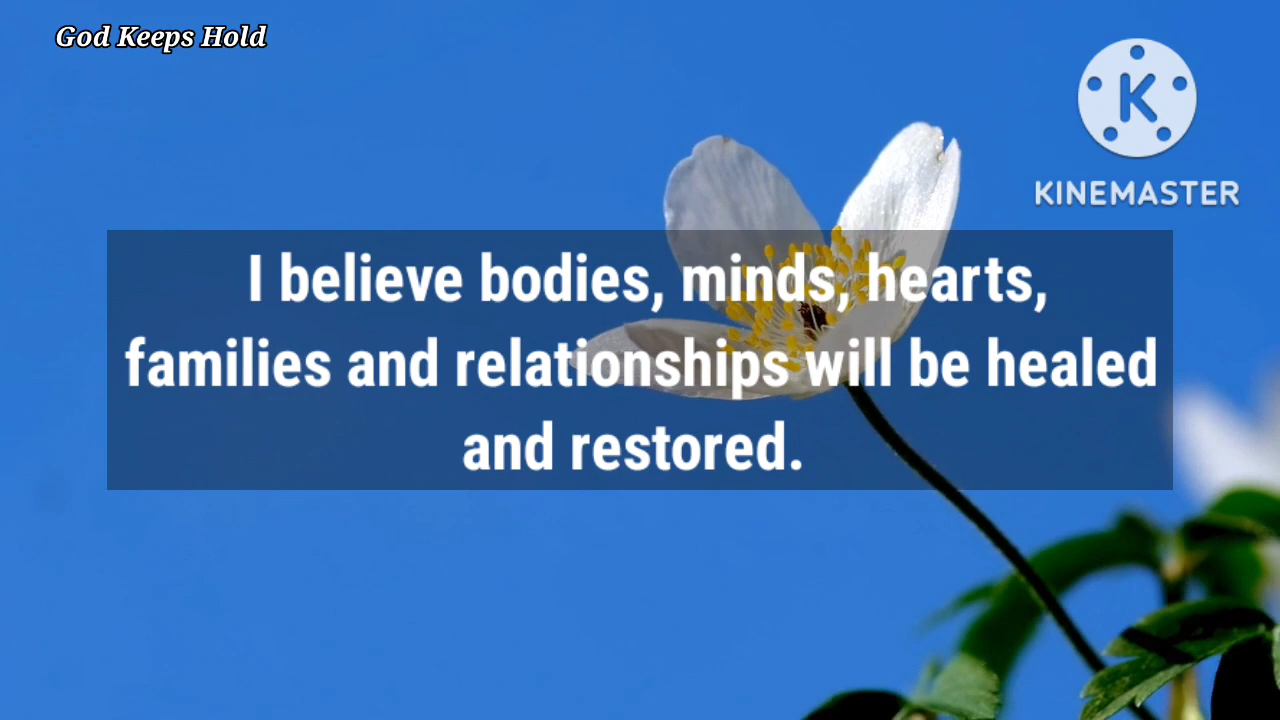 God Keeps Hold
K
KINEMASTER
I believe bodies, minds, hearts,
families and relationships will be healed
and restored.